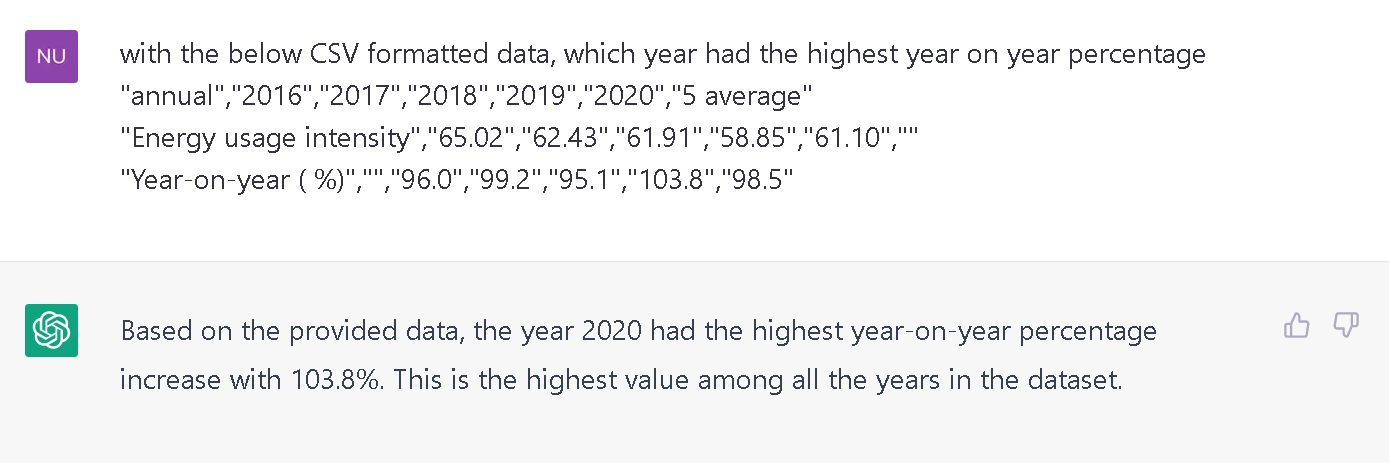 NU
with the below CSV formatted data, which year had the highest year on year percentage
"annual","2016","2017","2018","2019","2020","5 average"
"Energy usage intensity","65.02","62.43","61.91","58.85","61.10",""
"Year-on-year ( %)","","96.0","99.2","95.1","103.8","98.5"
Based on the provided data, the year 2020 had the highest year-on-year percentage
increase with 103.8%. This is the highest value among all the years in the dataset.